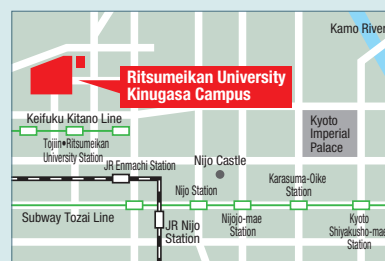 Kamo River
Ritsumeikan University
Kinugasa Campus
Keifuku Kitano Line
Kyoto
Imperial
Palace
Tojiin•Ritsumeikan
University Station
JR Enmachi Station
Nijo Castle
Nijo Station
Karasuma-Oike
Station
Subway Tozai Line
JR Nijo
Station
Nijojo-mae
Station
Kyoto
Shiyakusho-mae
Station